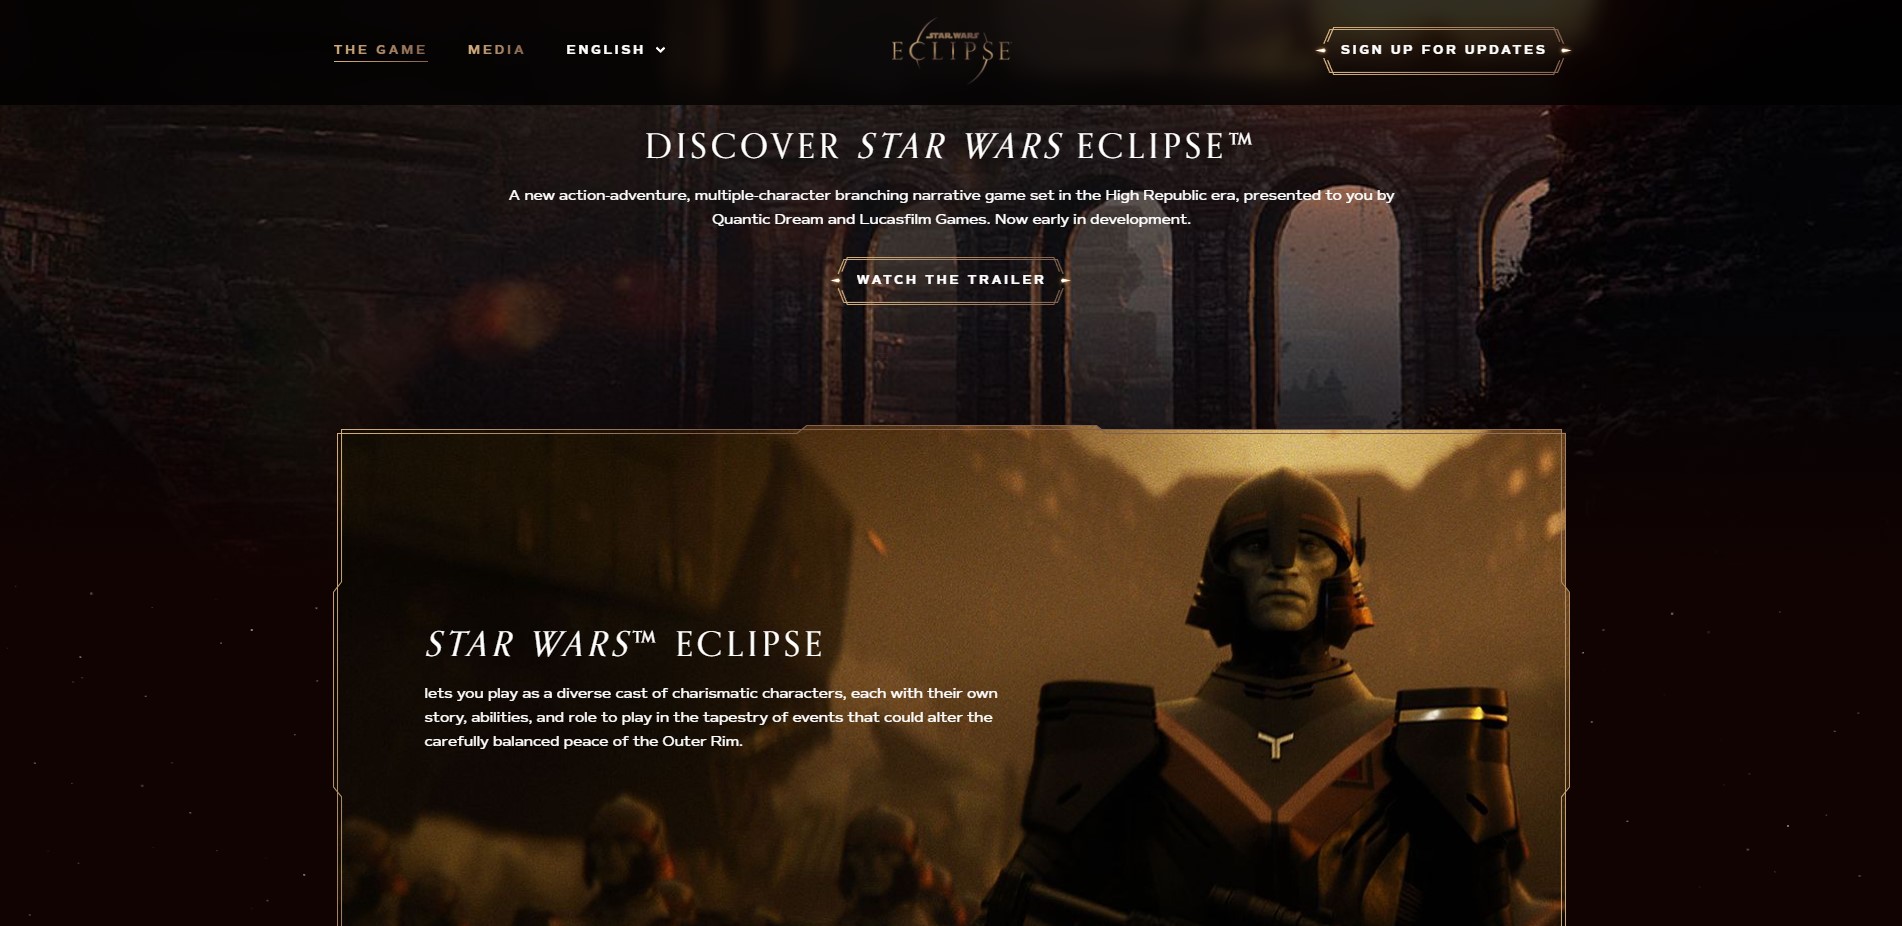 THE GAME
MEDIA
ENGLISH
STAR WARS
ECLIPSE
SIGN UP FOR UPDATES
DISCOVER STAR WARS ECLIPSE™
A new action-adventure, multiple-character branching narrative game set in the High Republic era, presented to you by
Quantic Dream and Lucasfilm Games. Now early in development.
WATCH THE TRAILER
STAR WARS™ ECLIPSE
lets you play as a diverse cast of charismatic characters, each with their own
story, abilities, and role to play in the tapestry of events that could alter the
carefully balanced peace of the Outer Rim.